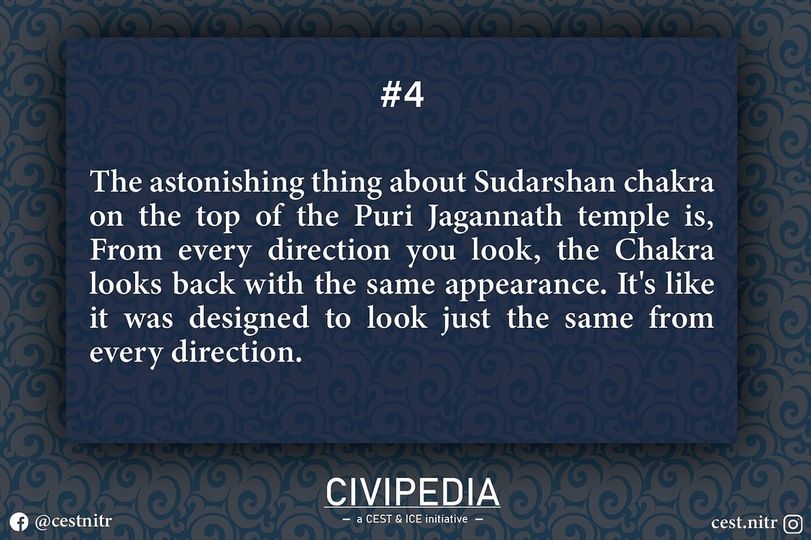 #4
The astonishing thing about Sudarshan chakra
on the top of the Puri Jagannath temple is,
From every direction you look, the Chakra
looks back with the same appearance. It's like
it was designed to look just the same from
every direction.
CIVIPEDIA
– a CEST & ICE initiative –
@cestnitr
cest.nitr